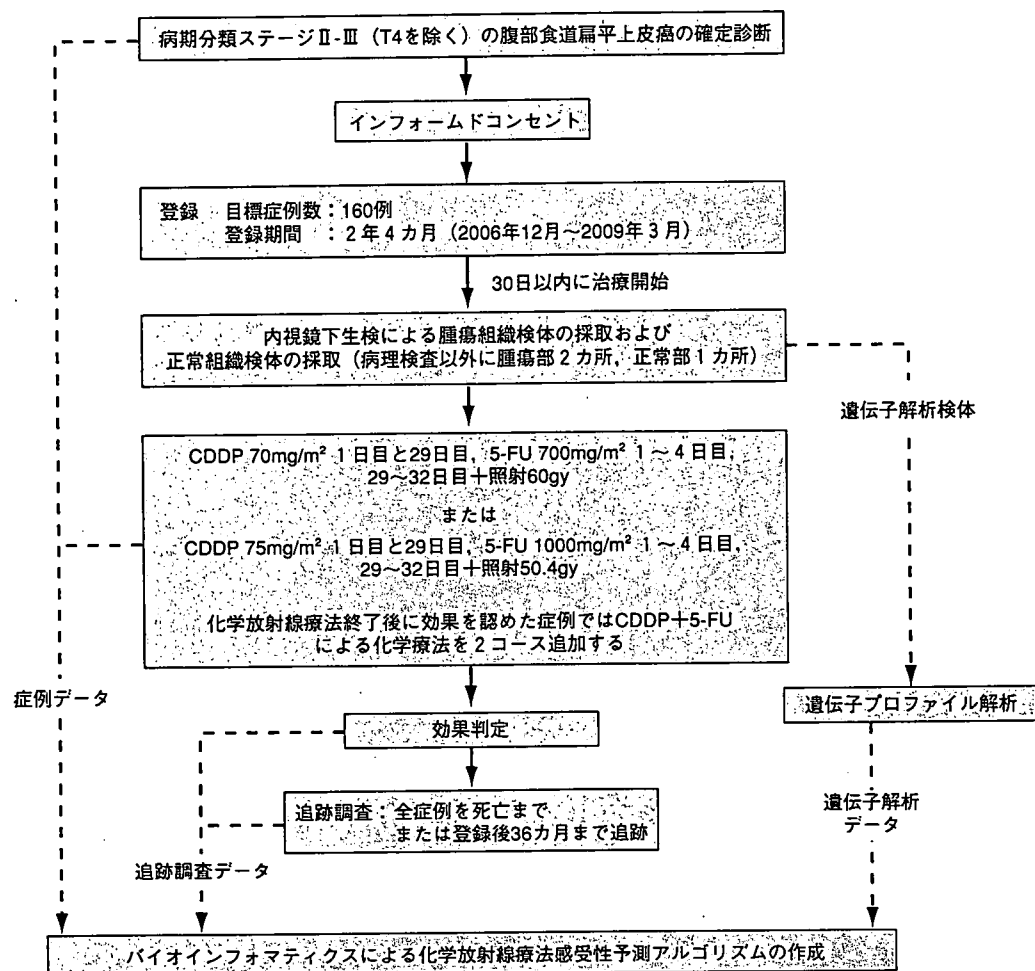 病期分類ステージⅡ-Ⅲ（T4を除く）の腹部食道扁平上皮癌の確定診断
インフォームドコンセント
登録　目標症例数：160例
登録期間　：2年4カ月（2006年12月～2009年3月）
30日以内に治療開始
内視鏡下生検による腫瘍組織検体の採取および
正常組織検体の採取（病理検査以外に腫瘍部2カ所，正常部1カ所）
遺伝子解析検体
CDDP 70mg/m² 1日目と29日目，5-FU 700mg/m² 1～4日目，
29～32日目＋照射60gy
または
CDDP 75mg/m² 1日目と29日目，5-FU 1000mg/m² 1～4日目，
29～32日目＋照射50.4gy
化学放射線療法終了後に効果を認めた症例ではCDDP＋5-FU
による化学療法を2コース追加する
症例データ
遺伝子プロファイル解析
効果判定
追跡調査：全症例を死亡まで
または登録後36カ月まで追跡
遺伝子解析
データ
追跡調査データ
バイオインフォマティクスによる化学放射線療法感受性予測アルゴリズムの作成